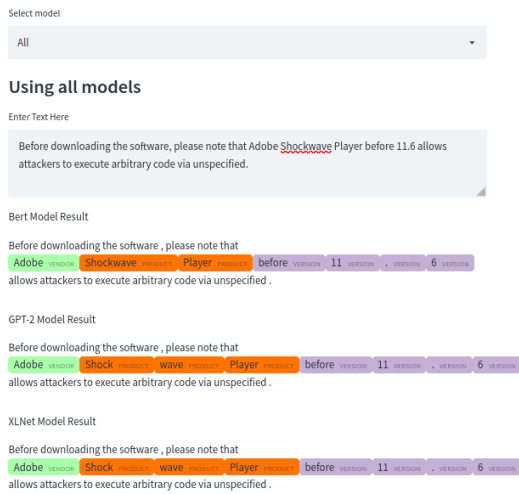 Select model
All
Using all models
Enter Text Here
Before downloading the software, please note that Adobe Shockwave Player before 11.6 allows
attackers to execute arbitrary code via unspecified.
Bert Model Result
Before downloading the software , please note that
Adobe VENDOR Shockwave PRODUCT Player PRODUCT before VERSION 11 VERSION . VERSION 6 VERSION
allows attackers to execute arbitrary code via unspecified .
GPT-2 Model Result
Before downloading the software , please note that
Adobe VENDOR Shock PRODUCT wave PRODUCT Player PRODUCT before VERSION 11 VERSION . VERSION 6 VERSION
allows attackers to execute arbitrary code via unspecified .
XLNet Model Result
Before downloading the software , please note that
Adobe VENDOR Shock PRODUCT wave PRODUCT Player PRODUCT before VERSION 11 VERSION . VERSION 6 VERSION
allows attackers to execute arbitrary code via unspecified .